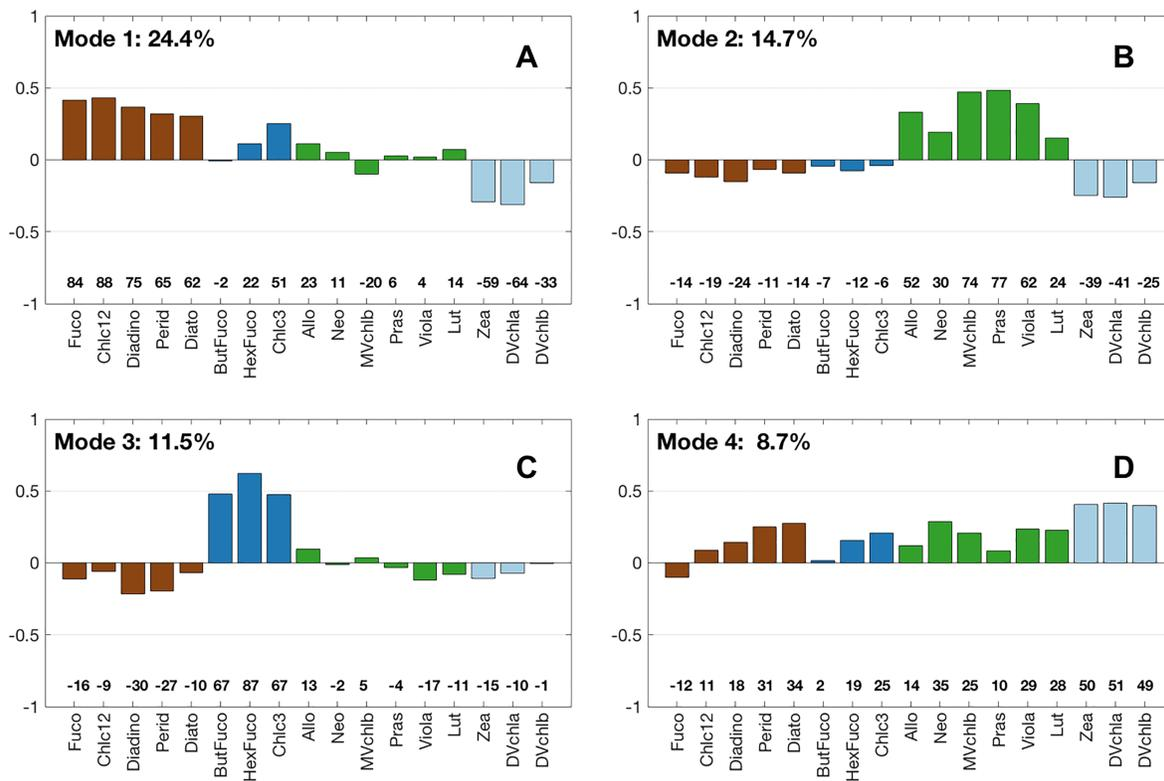 Mode 1: 24.4%
A
1
0.5
0
-0.5
-1
84 88 75 65 62 -2 22 51 23 11 -20 6 4 14 -59 -64 -33
Fuco Chlc12 Diadino Perid Diato ButFuco HexFuco Chlc3 Allo Neo MVchlb Pras Viola Lut Zea DVchla DVchlb
Mode 2: 14.7%
B
1
0.5
0
-0.5
-1
-14 -19 -24 -11 -14 -7 -12 -6 52 30 74 77 62 24 -39 -41 -25
Fuco Chlc12 Diadino Perid Diato ButFuco HexFuco Chlc3 Allo Neo MVchlb Pras Viola Lut Zea DVchla DVchlb
Mode 3: 11.5%
C
1
0.5
0
-0.5
-1
-16 -9 -30 -27 -10 67 87 67 13 -2 5 -4 -17 -11 -15 -10 -1
Fuco Chlc12 Diadino Perid Diato ButFuco HexFuco Chlc3 Allo Neo MVchlb Pras Viola Lut Zea DVchla DVchlb
Mode 4: 8.7%
D
1
0.5
0
-0.5
-1
-12 11 18 31 34 2 19 25 14 35 25 10 29 28 50 51 49
Fuco Chlc12 Diadino Perid Diato ButFuco HexFuco Chlc3 Allo Neo MVchlb Pras Viola Lut Zea DVchla DVchlb